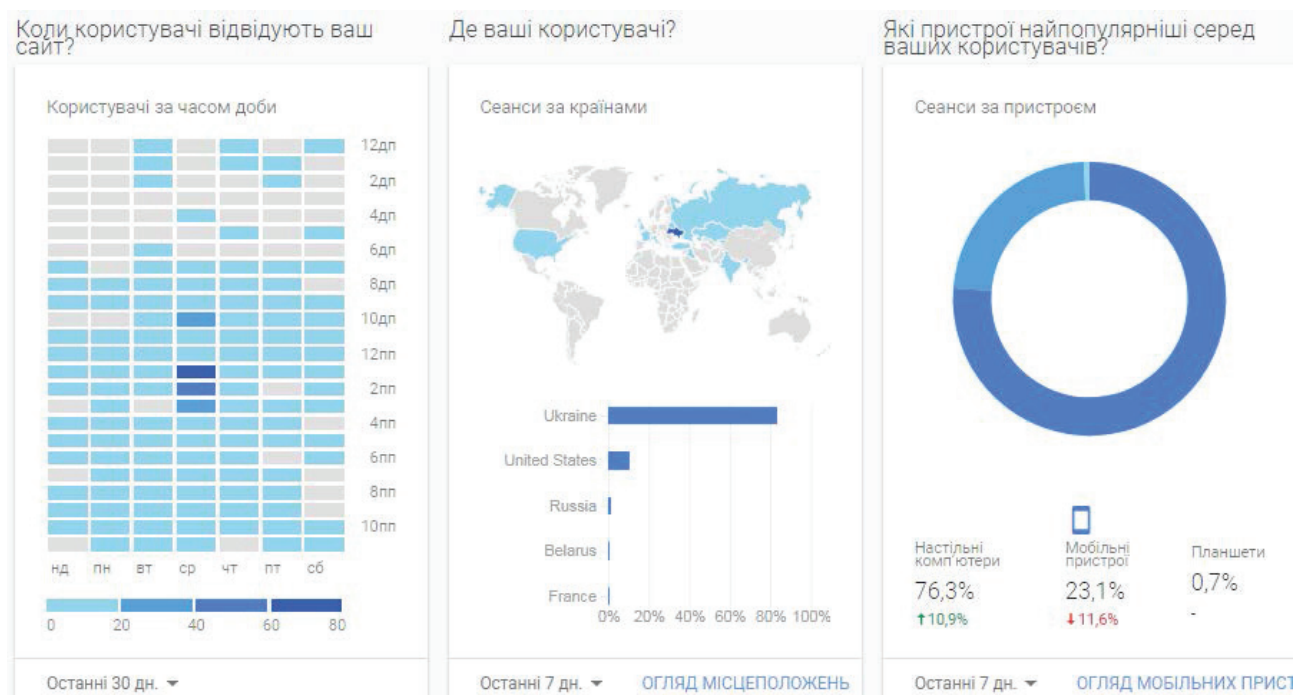 Коли користувачі відвідують ваш
сайт?
Користувачі за часом доби
12дп
2дп
4дп
6дп
8дп
10дп
12пп
2пп
4пп
6пп
8пп
10пп
нд пн вт ср чт пт сб
0 20 40 60 80
Останні 30 дн.
Де ваші користувачі?
Сеанси за країнами
Ukraine
United States
Russia
Belarus
France
0% 20% 40% 60% 80% 100%
Останні 7 дн. ОГЛЯД МІСЦЕПОЛОЖЕНЬ
Які пристрої найпопулярніші серед
ваших користувачів?
Сеанси за пристроєм
Настільні
комп'ютери
76,3%
↑10,9%
Мобільні
пристрої
23,1%
↓11,6%
Планшети
0,7%
-
Останні 7 дн. ОГЛЯД МОБІЛЬНИХ ПРИСТ